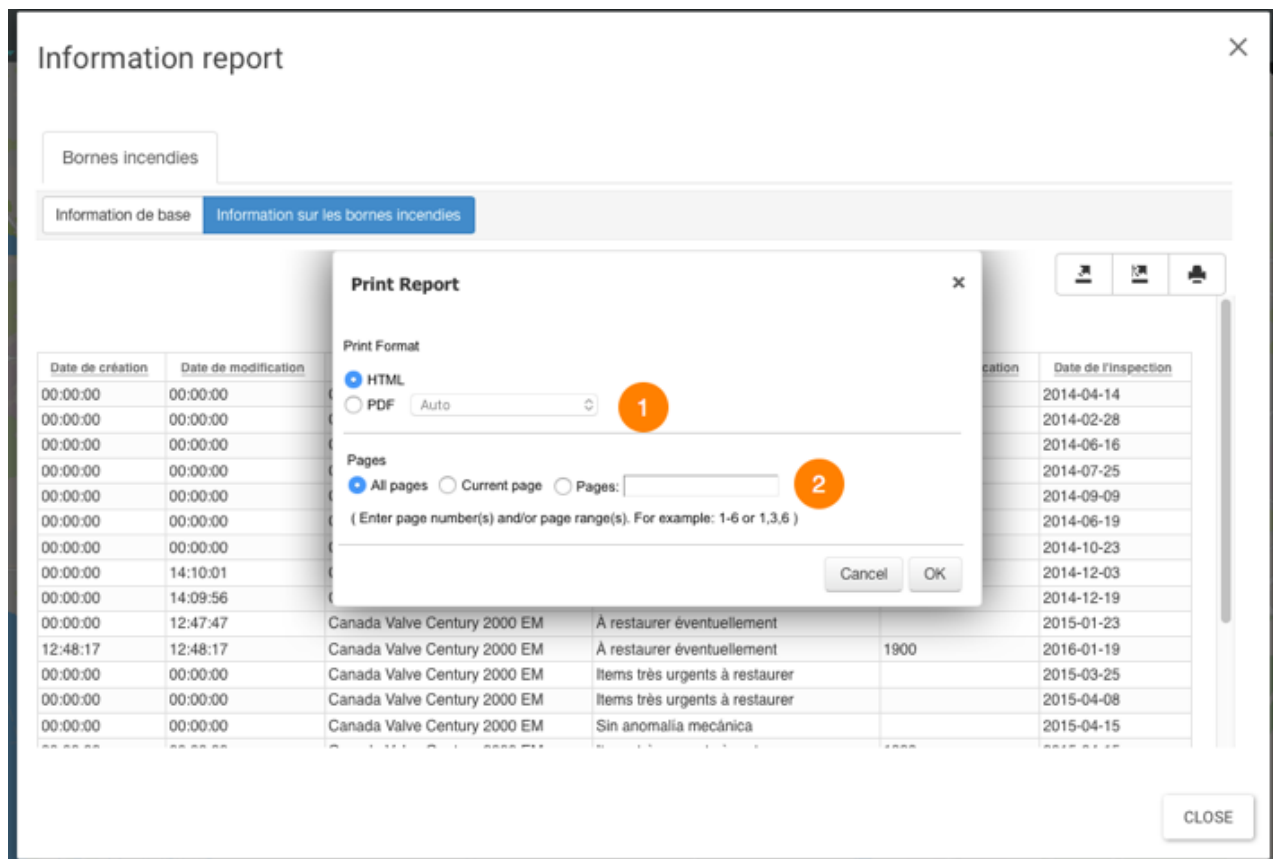 Information report
Bornes incendies
Information de base Information sur les bornes incendies
Print Report
Print Format
HTML
PDF Auto
1
Pages
All pages Current page Pages:
2
( Enter page number(s) and/or page range(s). For example: 1-6 or 1,3,6 )
Cancel OK
Date de création Date de modification cation Date de l'inspection
00:00:00 00:00:00 2014-04-14
00:00:00 00:00:00 2014-02-28
00:00:00 00:00:00 2014-06-16
00:00:00 00:00:00 2014-07-25
00:00:00 00:00:00 2014-09-09
00:00:00 00:00:00 2014-06-19
00:00:00 00:00:00 2014-10-23
00:00:00 14:10:01 2014-12-03
00:00:00 14:09:56 2014-12-19
00:00:00 12:47:47 Canada Valve Century 2000 EM À restaurer éventuellement 2015-01-23
12:48:17 12:48:17 Canada Valve Century 2000 EM À restaurer éventuellement 1900 2016-01-19
00:00:00 00:00:00 Canada Valve Century 2000 EM Items très urgents à restaurer 2015-03-25
00:00:00 00:00:00 Canada Valve Century 2000 EM Items très urgents à restaurer 2015-04-08
00:00:00 00:00:00 Canada Valve Century 2000 EM Sin anomalia mecánica 2015-04-15
CLOSE